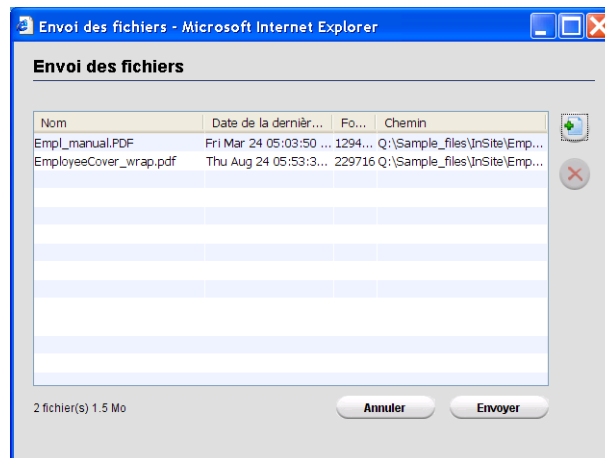 Envoi des fichiers - Microsoft Internet Explorer
Envoi des fichiers
Nom Date de la dernièr... Fo... Chemin
Empl_manual.PDF Fri Mar 24 05:03:50 ... 1294... Q:\Sample_files\InSite\Emp...
EmployeeCover_wrap.pdf Thu Aug 24 05:53:3... 229716 Q:\Sample_files\InSite\Emp...
2 fichier(s) 1.5 Mo Annuler Envoyer